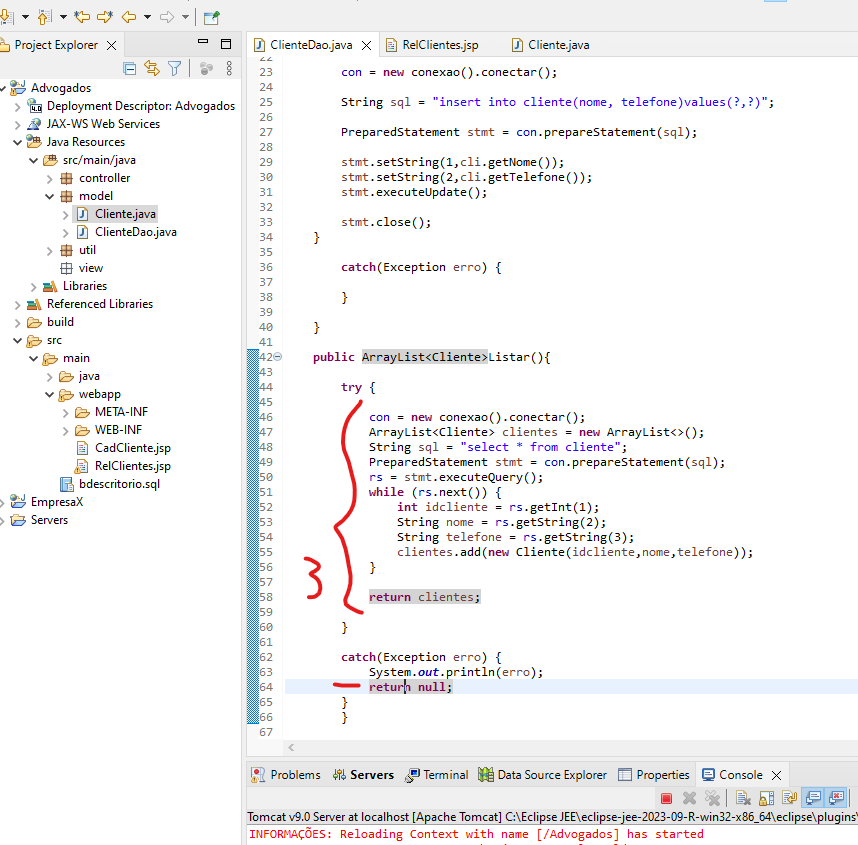 Project Explorer
Advogados
Deployment Descriptor: Advogados
JAX-WS Web Services
Java Resources
src/main/java
controller
model
Cliente.java
ClienteDao.java
util
view
Libraries
Referenced Libraries
build
src
main
java
webapp
META-INF
WEB-INF
CadCliente.jsp
RelClientes.jsp
bdescritorio.sql
EmpresaX
Servers
ClienteDao.java RelClientes.jsp Cliente.java
22
23 con = new conexao().conectar();
24
25 String sql = "insert into cliente(nome, telefone)values(?,?)";
26
27 PreparedStatement stmt = con.prepareStatement(sql);
28
29 stmt.setString(1,cli.getNome());
30 stmt.setString(2,cli.getTelefone());
31 stmt.executeUpdate();
32
33 stmt.close();
34 }
35
36 catch(Exception erro) {
37
38 }
39
40 }
41
42 public ArrayList<Cliente>Listar(){
43
44 try {
45
46 con = new conexao().conectar();
47 ArrayList<Cliente> clientes = new ArrayList<>();
48 String sql = "select * from cliente";
49 PreparedStatement stmt = con.prepareStatement(sql);
50 rs = stmt.executeQuery();
51 while (rs.next()) {
52 int idcliente = rs.getInt(1);
53 String nome = rs.getString(2);
54 String telefone = rs.getString(3);
55 clientes.add(new Cliente(idcliente,nome,telefone));
56 }
57
3
58 return clientes;
59
60 }
61
62 catch(Exception erro) {
63 System.out.println(erro);
64 return null;
65 }
66 }
67
Problems Servers Terminal Data Source Explorer Properties Console
Tomcat v9.0 Server at localhost [Apache Tomcat] C:\Eclipse JEE\eclipse-jee-2023-09-R-win32-x86_64\eclipse\plugins\
INFORMAÇÕES: Reloading Context with name [/Advogados] has started